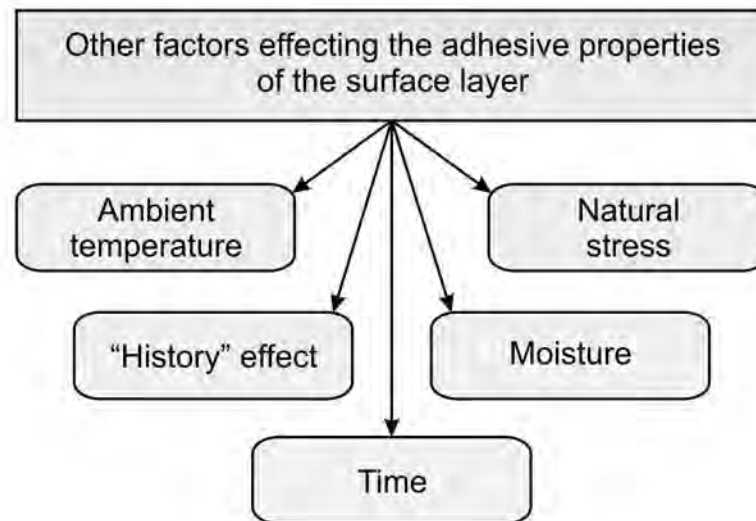 Other factors effecting the adhesive properties
of the surface layer
Ambient
temperature
Natural
stress
“History” effect
Moisture
Time